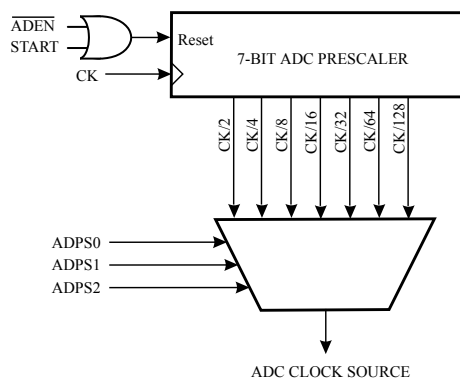 ADEN
START
Reset
7-BIT ADC PRESCALER
CK
CK/2
CK/4
CK/8
CK/16
CK/32
CK/64
CK/128
ADPS0
ADPS1
ADPS2
ADC CLOCK SOURCE